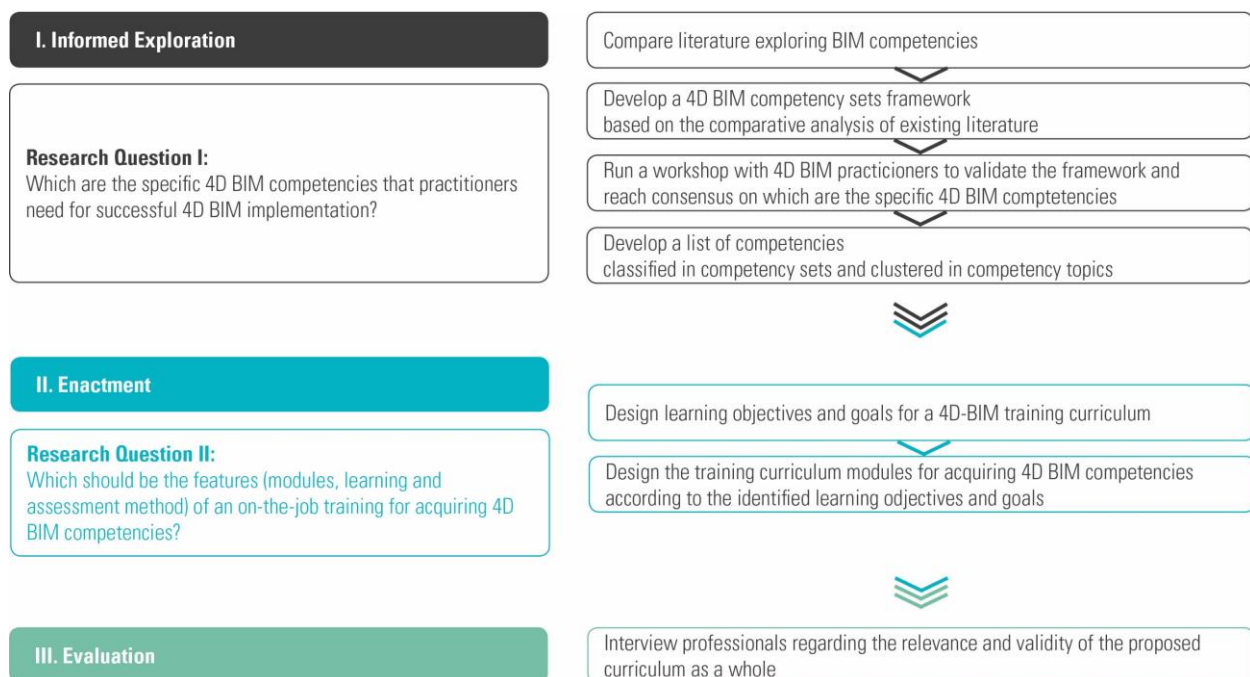 I. Informed Exploration
Research Question I:
Which are the specific 4D BIM competencies that practitioners
need for successful 4D BIM implementation?
Compare literature exploring BIM competencies
Develop a 4D BIM competency sets framework
based on the comparative analysis of existing literature
Run a workshop with 4D BIM practicioners to validate the framework and
reach consensus on which are the specific 4D BIM comptetencies
Develop a list of competencies
classified in competency sets and clustered in competency topics
II. Enactment
Research Question II:
Which should be the features (modules, learning and
assessment method) of an on-the-job training for acquiring 4D
BIM competencies?
Design learning objectives and goals for a 4D-BIM training curriculum
Design the training curriculum modules for acquiring 4D BIM competencies
according to the identified learning objectives and goals
III. Evaluation
Interview professionals regarding the relevance and validity of the proposed
curriculum as a whole